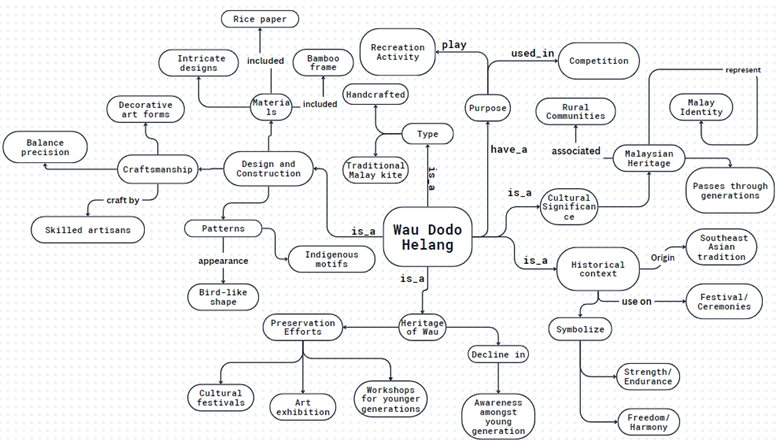 Rice paper
Recreation
Activity
play
used_in
Competition
Intricate
designs
included
Bamboo
frame
represent
Decorative
art forms
Materia
ls
included
Handcrafted
Purpose
Rural
Communities
Malay
Identity
Balance
precision
Type
have_a
associated
Malaysian
Heritage
Craftsmanship
Design and
Construction
Traditional
Malay kite
is_a
is_a
Cultural
Significan
ce
Passes through
generations
craft by
Skilled artisans
Patterns
is_a
Wau Dodo
Helang
Southeast
Asian
tradition
appearance
Indigenous
motifs
is_a
Historical
context
Origin
Bird-like
shape
is_a
use on
Festival/
Ceremonies
Preservation
Efforts
Heritage
of Wau
Symbolize
Decline in
Strength/
Endurance
Cultural
festivals
Art
exhibition
Workshops
for younger
generations
Awareness
amongst
young
generation
Freedom/
Harmony